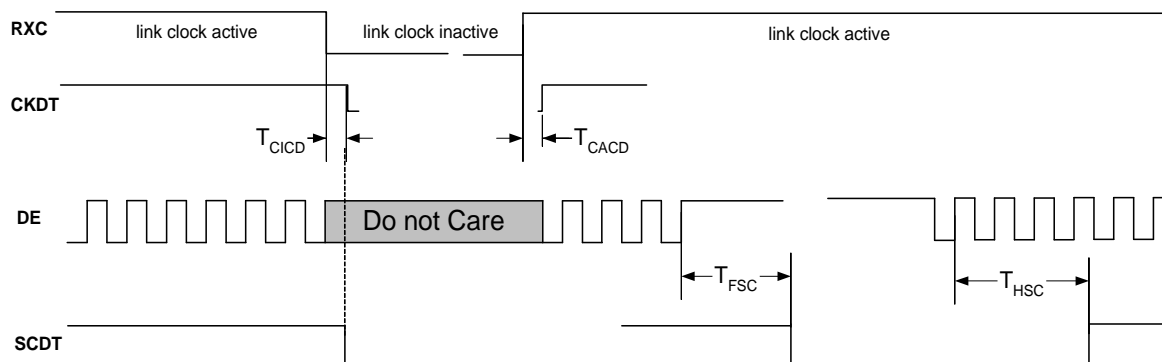 RXC
link clock active
link clock inactive
link clock active
CKDT
TCICD
TCACD
DE
Do not Care
TFSC
THSC
SCDT